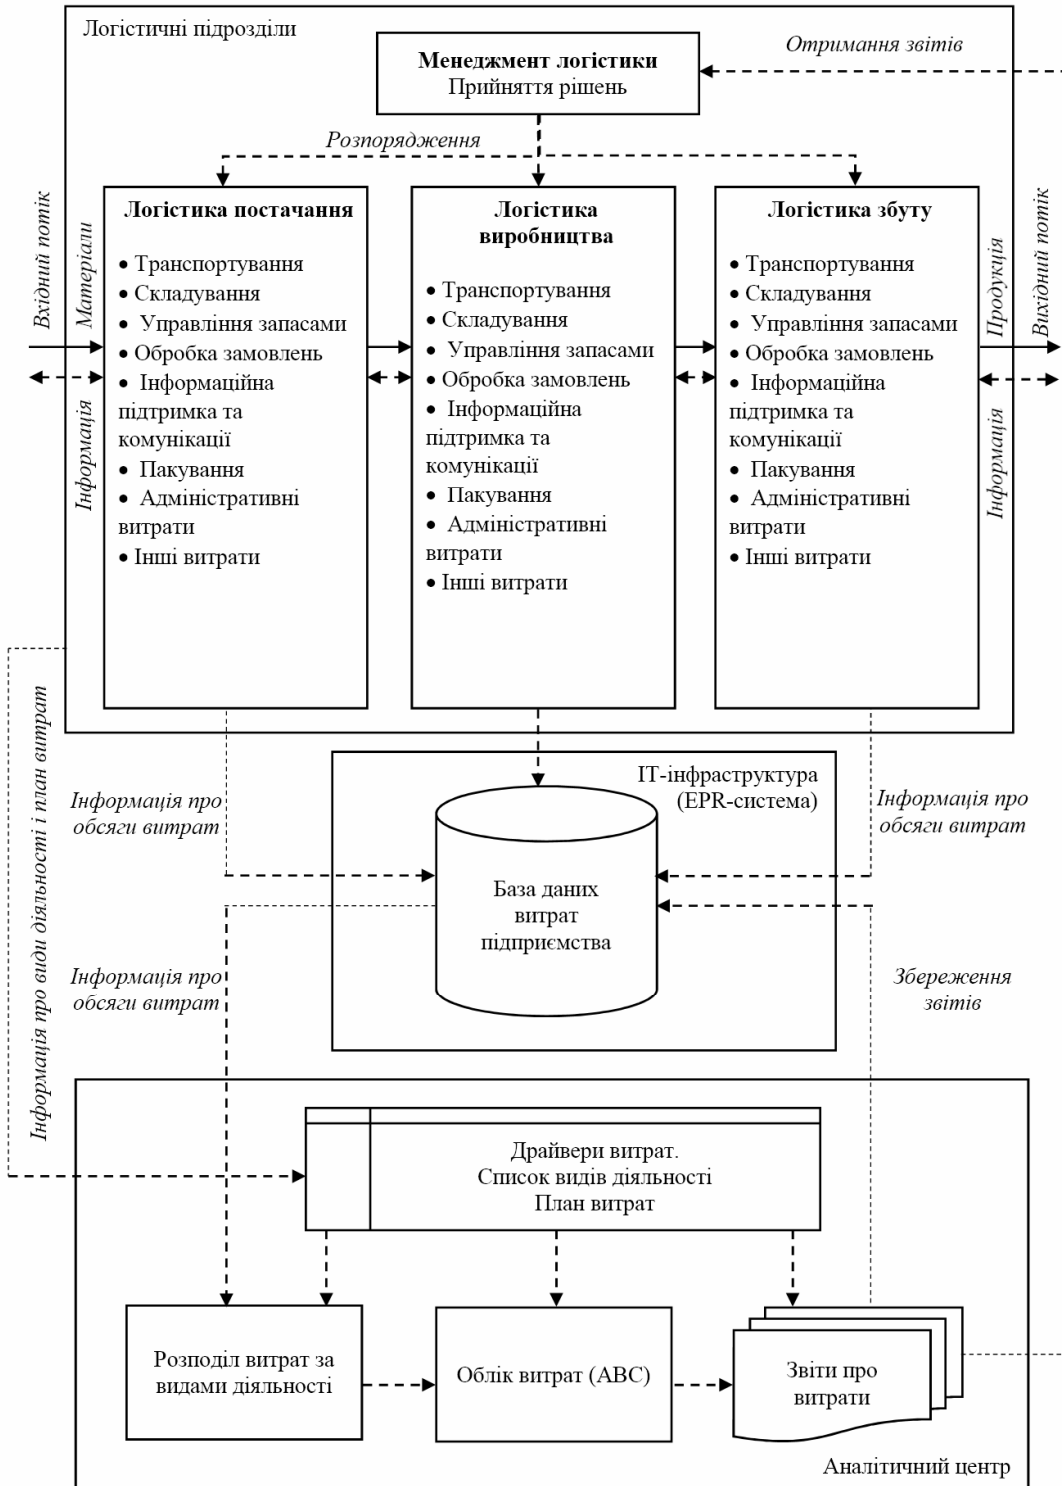 Логістичні підрозділи
Менеджмент логістики
Прийняття рішень
Отримання звітів
Розпорядження
Вхідний потік
Матеріали
Інформація
Логістика постачання
• Транспортування
• Складування
• Управління запасами
• Обробка замовлень
• Інформаційна
підтримка та
комунікації
• Пакування
• Адміністративні
витрати
• Інші витрати
Логістика
виробництва
• Транспортування
• Складування
• Управління запасами
• Обробка замовлень
• Інформаційна
підтримка та
комунікації
• Пакування
• Адміністративні
витрати
• Інші витрати
Логістика збуту
• Транспортування
• Складування
• Управління запасами
• Обробка замовлень
• Інформаційна
підтримка та
комунікації
• Пакування
• Адміністративні
витрати
• Інші витрати
Продукція
Інформація
Вихідний потік
Інформація про види діяльності і план витрат
Інформація про
обсяги витрат
ІТ-інфраструктура
(EPR-система)
Інформація про
обсяги витрат
База даних
витрат
підприємства
Інформація про
обсяги витрат
Збереження
звітів
Драйвери витрат.
Список видів діяльності
План витрат
Розподіл витрат за
видами діяльності
Облік витрат (ABC)
Звіти про
витрати
Аналітичний центр